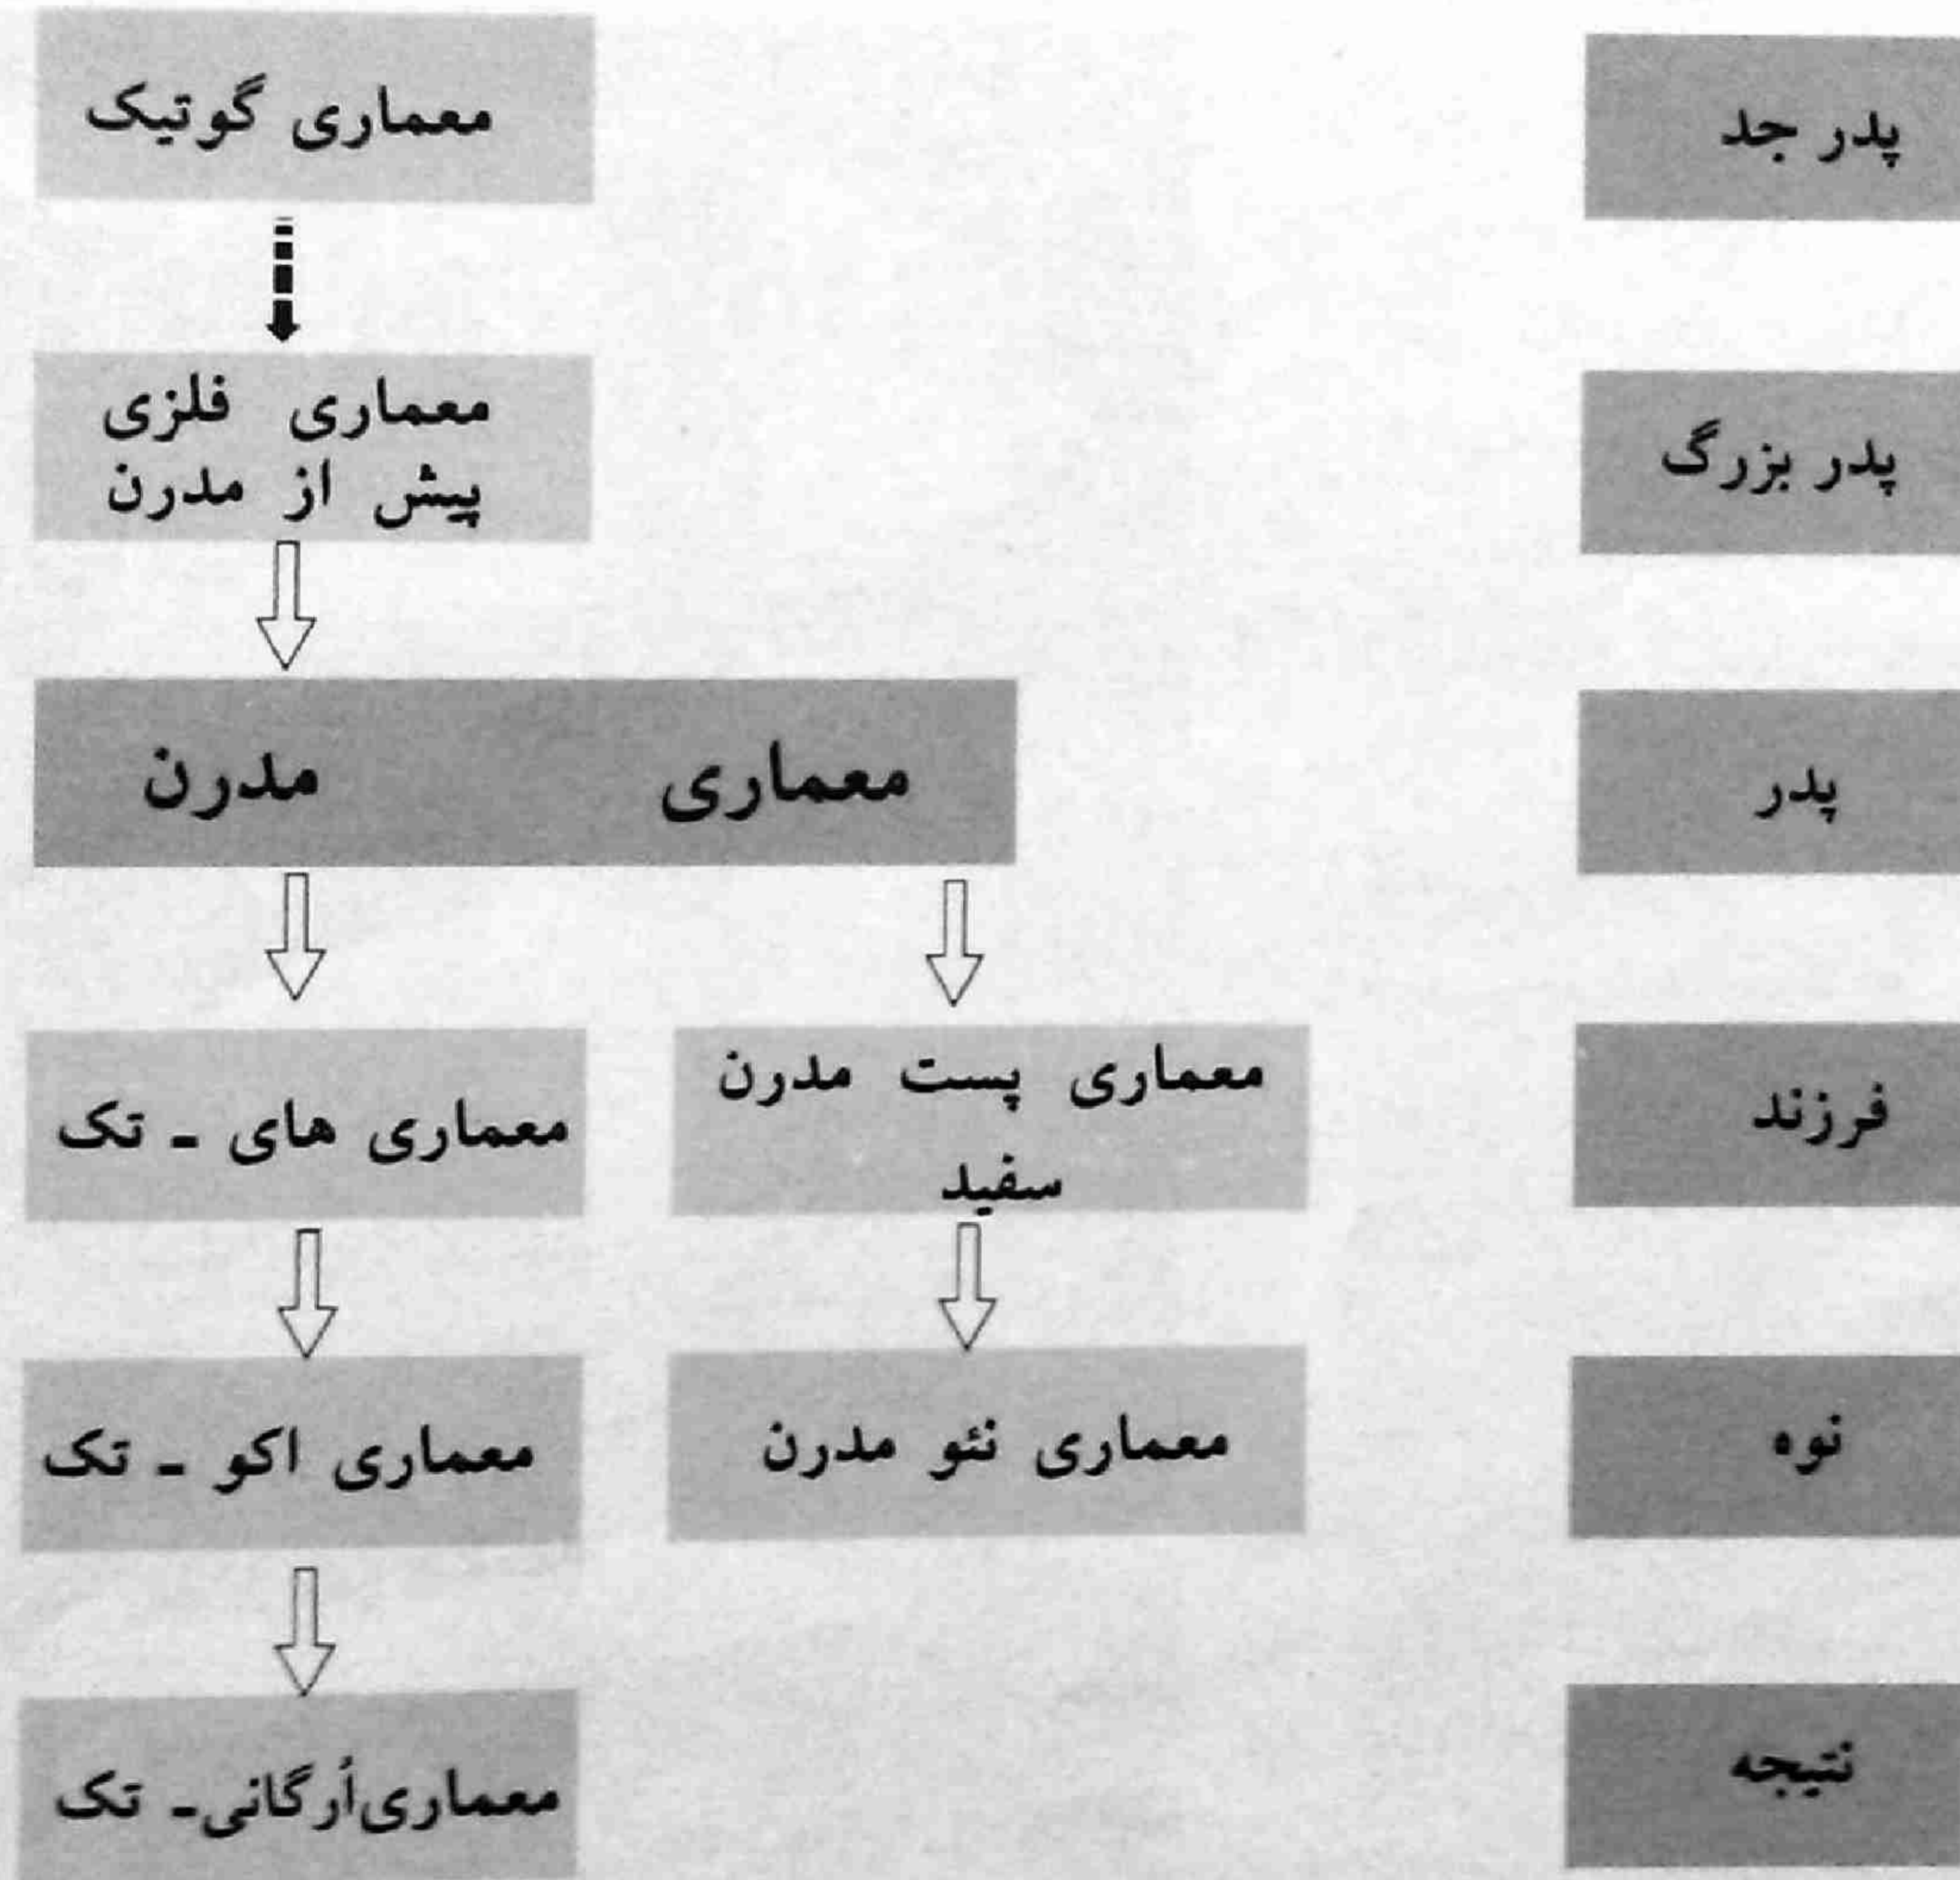 پدر جد
معماری گوتیک
پدر بزرگ
معماری فلزی
پیش از مدرن
پدر
معماری مدرن
فرزند
معماری پست مدرن
سفید
معماری های ـ تک
نوه
معماری نئو مدرن
معماری اکو ـ تک
نتیجه
معماری اُرگانی ـ تک